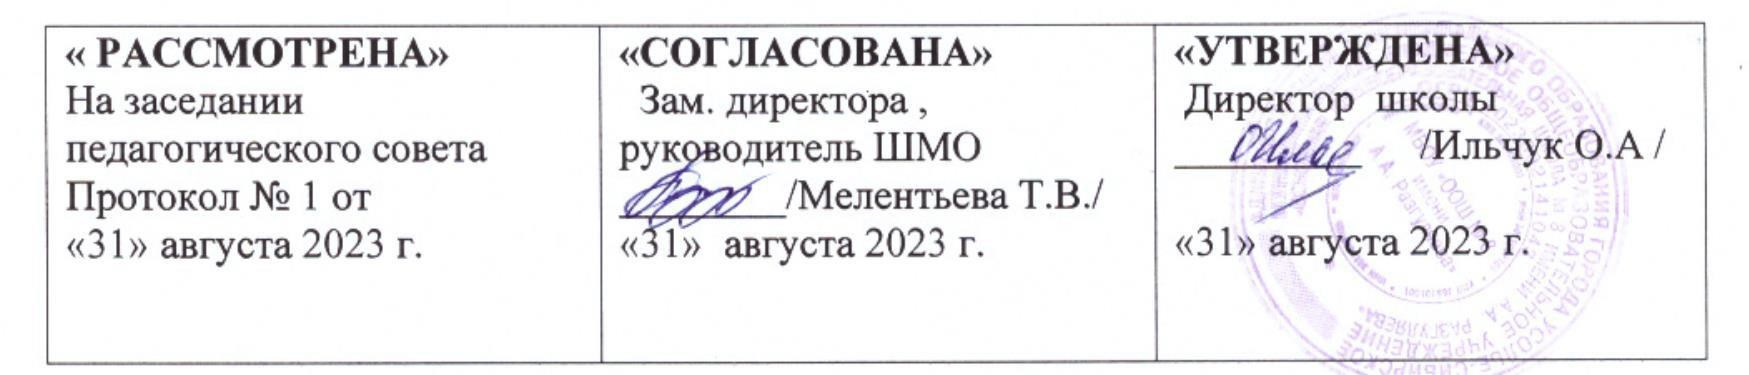 « РАССМОТРЕНА»
На заседании
педагогического совета
Протокол № 1 от
«31» августа 2023 г.
«СОГЛАСОВАНА»
Зам. директора ,
руководитель ШМО
/Мелентьева Т.В./
«31» августа 2023 г.
«УТВЕРЖДЕНА»
Директор школы
/Ильчук О.А /
«31» августа 2023 г.